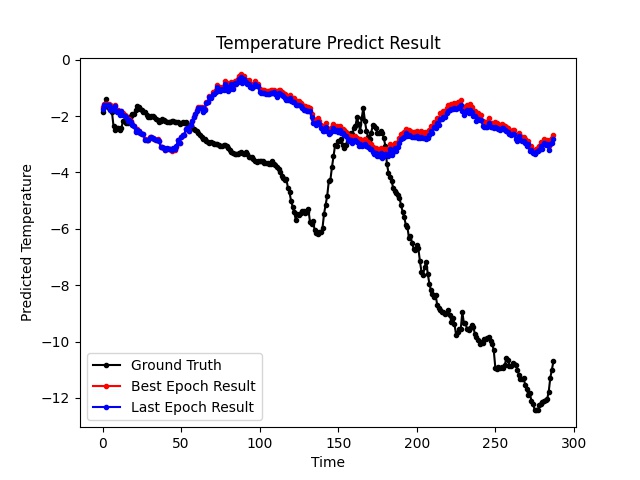 Temperature Predict Result
Predicted Temperature
0
−2
−4
−6
−8
−10
−12
Ground Truth
Best Epoch Result
Last Epoch Result
0 50 100 150 200 250 300
Time